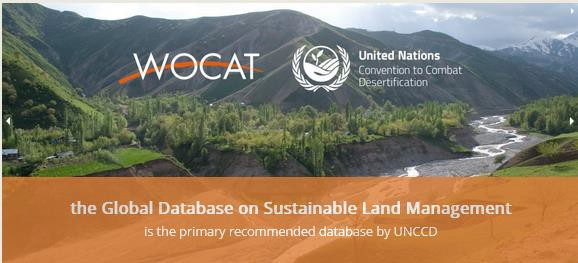 WOCAT
United Nations
Convention to Combat
Desertification
the Global Database on Sustainable Land Management
is the primary recommended database by UNCCD